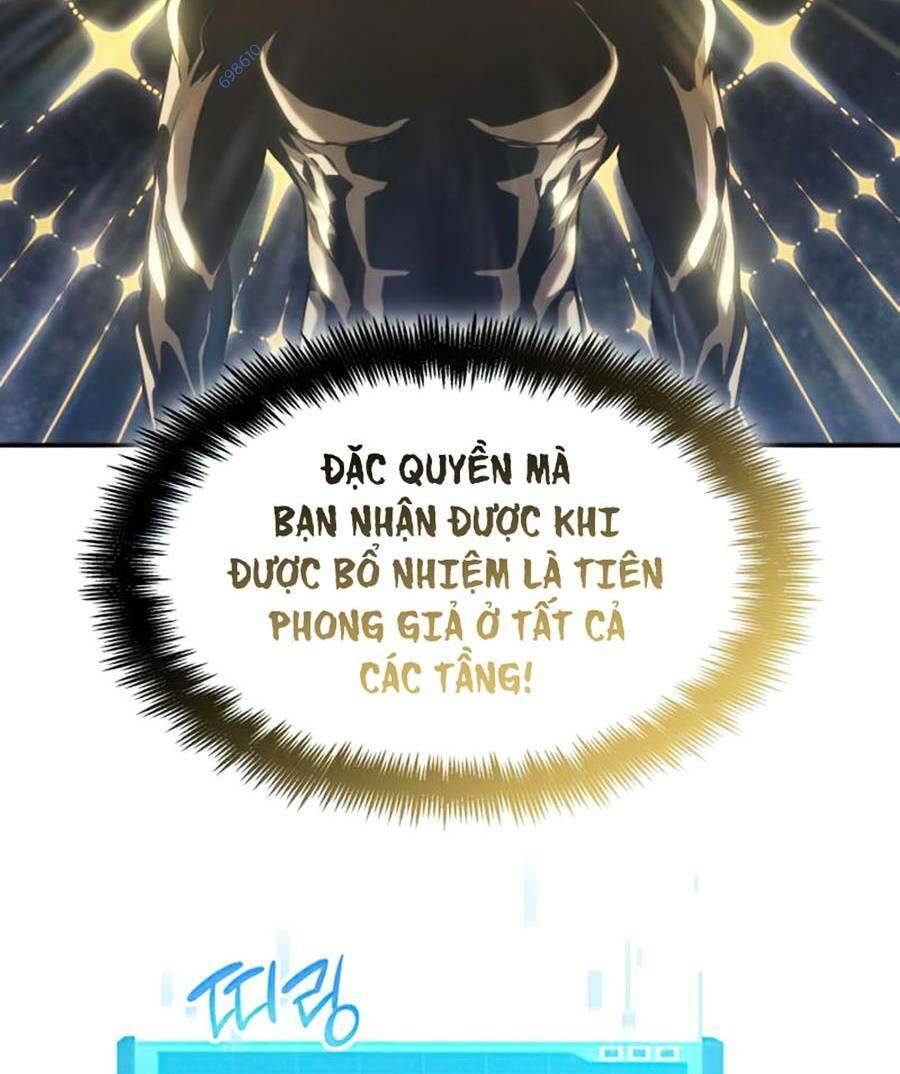 698610
ĐẶC QUYỀN MÀ
BẠN NHẬN ĐƯỢC KHI
ĐƯỢC BỔ NHIỆM LÀ TIÊN
PHONG GIẢ Ở TẤT CẢ
CÁC TẦNG!
띠링